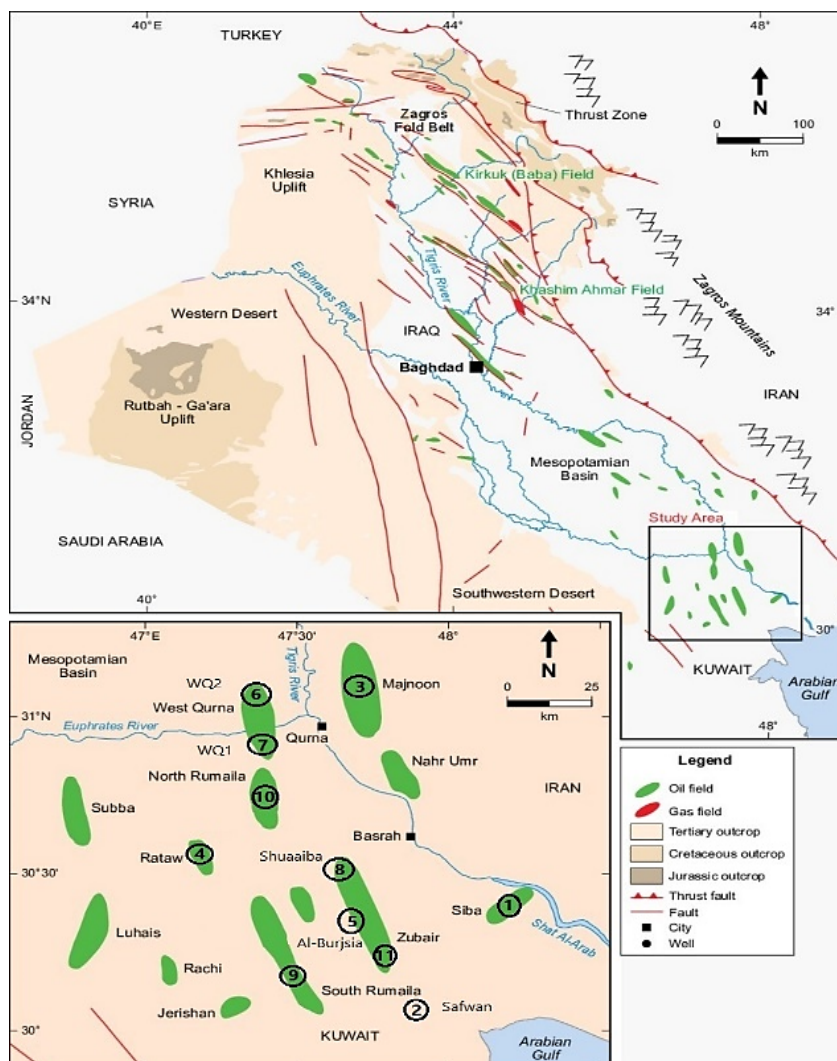 40°E
44°
48°
TURKEY
N
0 100
km
Thrust Zone
Zagros
Fold Belt
Kirkuk (Baba) Field
Khlesia
Uplift
SYRIA
Euphrates
River
Tigris
River
Khashim Ahmar Field
Zagros Mountains
34°N
34°
Western Desert
IRAQ
Baghdad
IRAN
JORDAN
Rutbah - Ga'ara
Uplift
Mesopotamian
Basin
Study Area
SAUDI ARABIA
Southwestern Desert
40°
30°
KUWAIT
Arabian
Gulf
48°
47°E
47°30'
48°
Mesopotamian
Basin
Tigris River
N
0 25
km
WQ2
6
3
Majnoon
West Qurna
31°N
Euphrates River
Qurna
WQ1
7
North Rumaila
Nahr Umr
IRAN
10
Subba
Basrah
Rataw
4
Shuaaiba
8
30°30'
Siba
1
Shat Al-Arab
Luhais
5
Al-Burjsia
Zubair
11
Rachi
9
South Rumaila
Jerishan
2
Safwan
30°
KUWAIT
Arabian
Gulf
Legend
Oil field
Gas field
Tertiary outcrop
Cretaceous outcrop
Jurassic outcrop
Thrust fault
Fault
City
Well